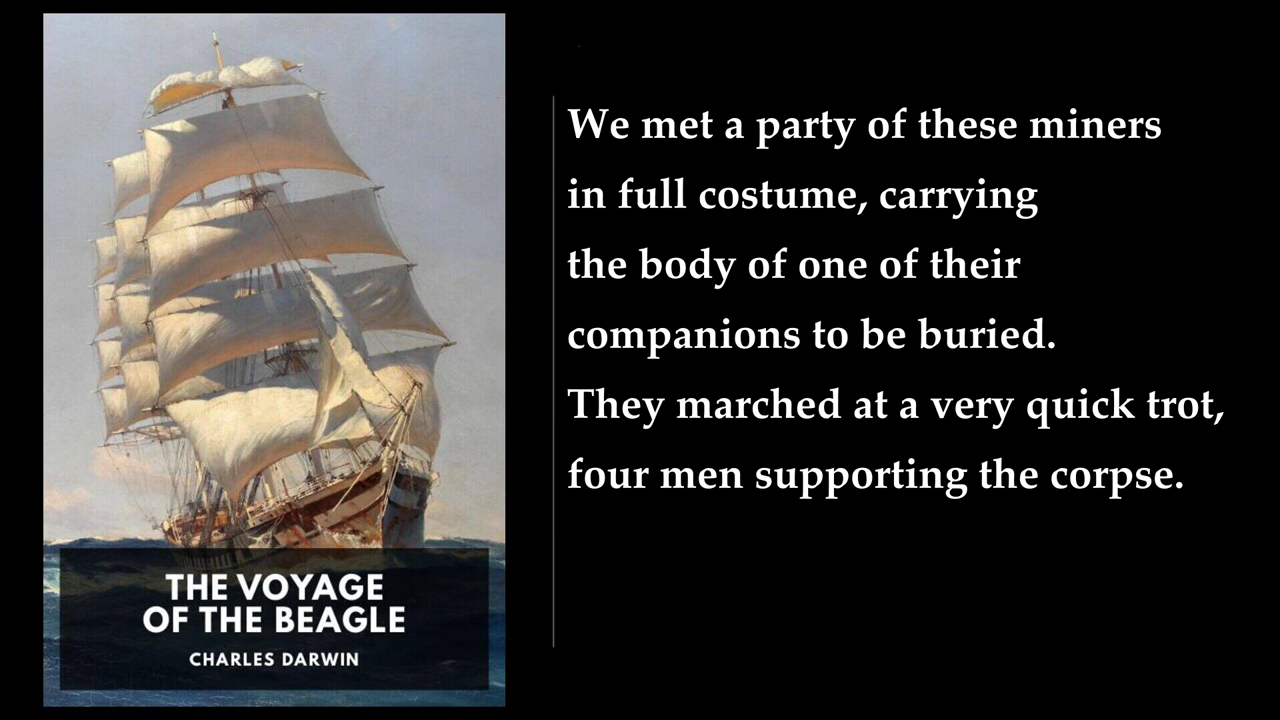 THE VOYAGE
OF THE BEAGLE
CHARLES DARWIN
We met a party of these miners
in full costume, carrying
the body of one of their
companions to be buried.
They marched at a very quick trot,
four men supporting the corpse.